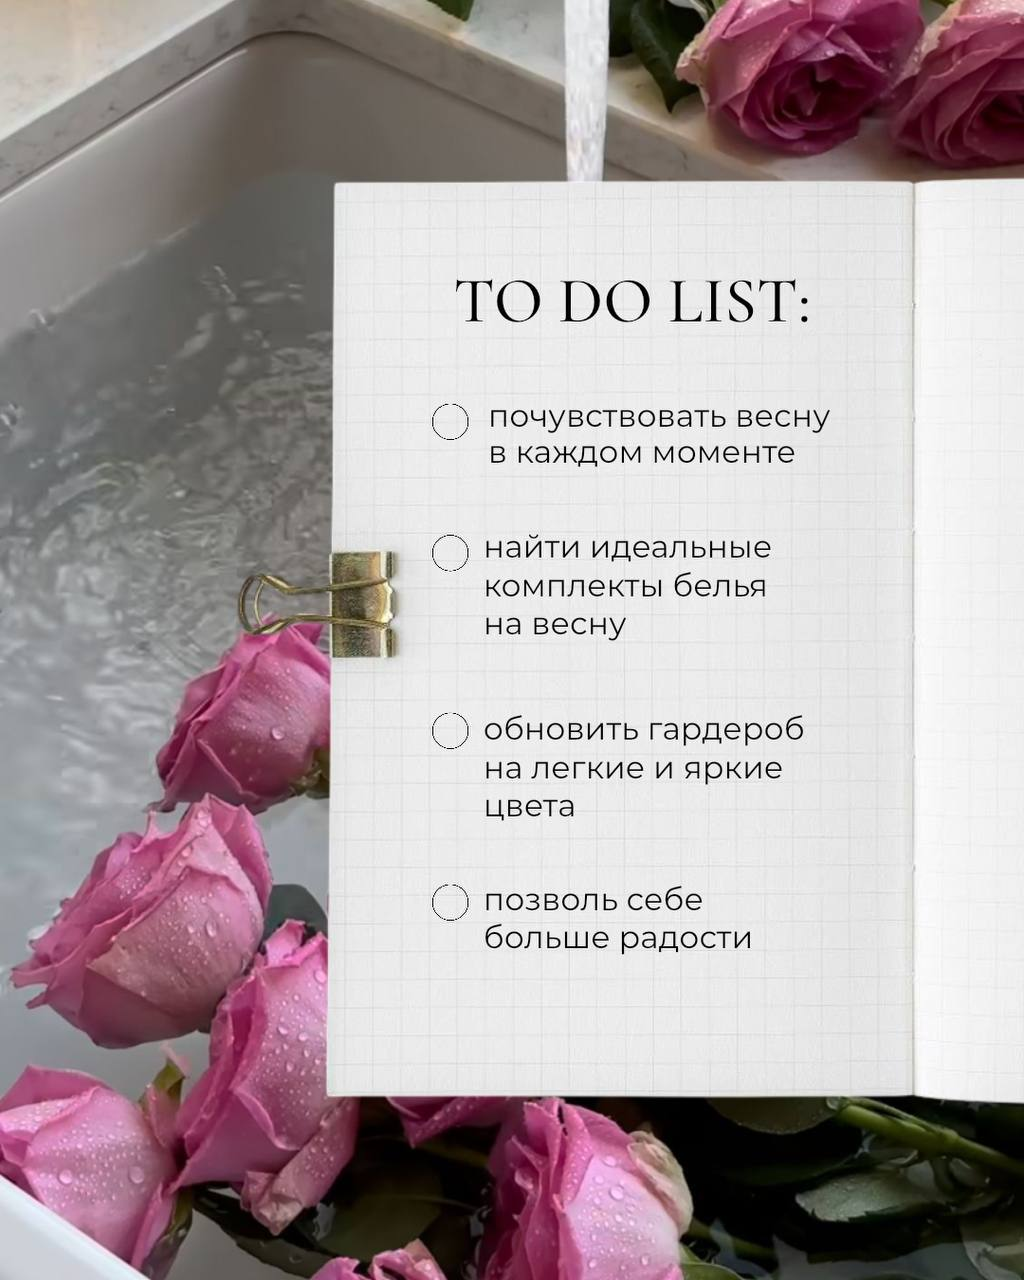 TO DO LIST:
почувствовать весну
в каждом моменте
найти идеальные
комплекты белья
на весну
обновить гардероб
на легкие и яркие
цвета
позволь себе
больше радости